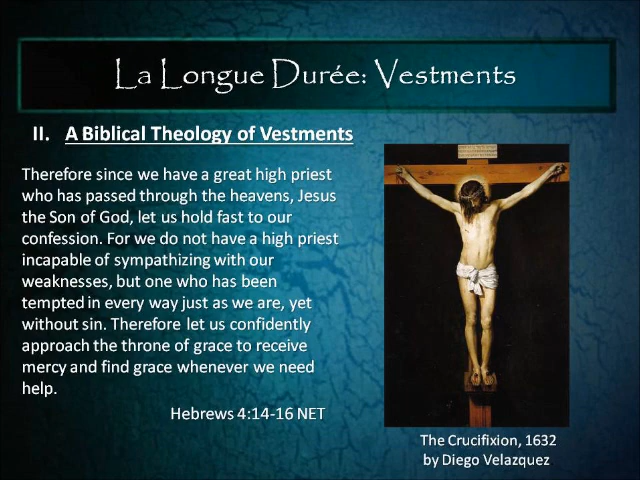 La Longue Durée: Vestments
II. A Biblical Theology of Vestments
Therefore since we have a great high priest
who has passed through the heavens, Jesus
the Son of God, let us hold fast to our
confession. For we do not have a high priest
incapable of sympathizing with our
weaknesses, but one who has been
tempted in every way just as we are, yet
without sin. Therefore let us confidently
approach the throne of grace to receive
mercy and find grace whenever we need
help.
Hebrews 4:14-16 NET
The Crucifixion, 1632
by Diego Velazquez